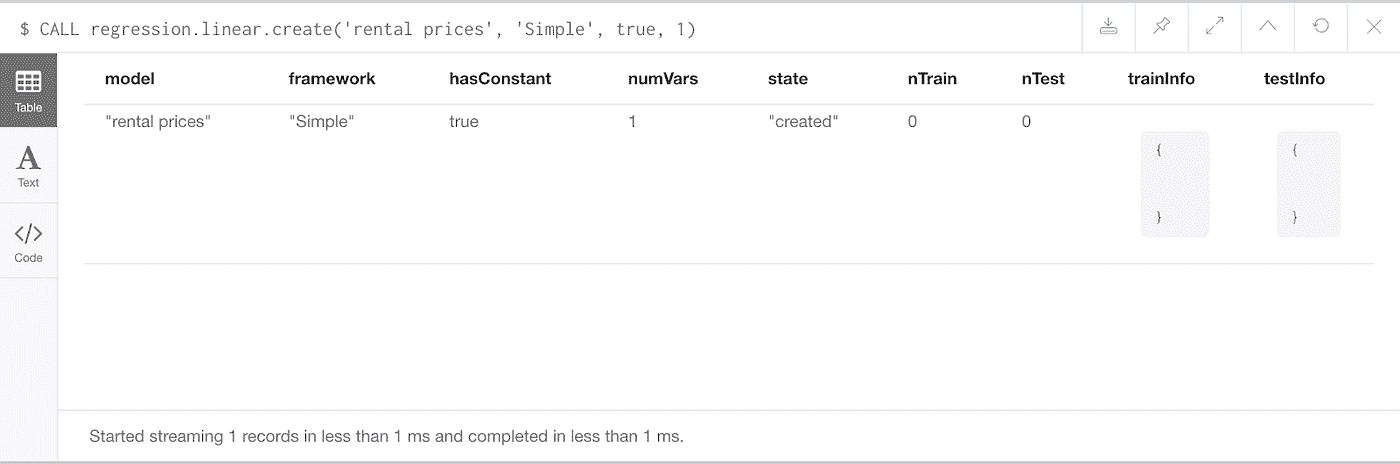 $ CALL regression.linear.create('rental prices', 'Simple', true, 1)
Table
Text
Code
model framework hasConstant numVars state nTrain nTest trainInfo testInfo
"rental prices" "Simple" true 1 "created" 0 0
{ {
} }
Started streaming 1 records in less than 1 ms and completed in less than 1 ms.